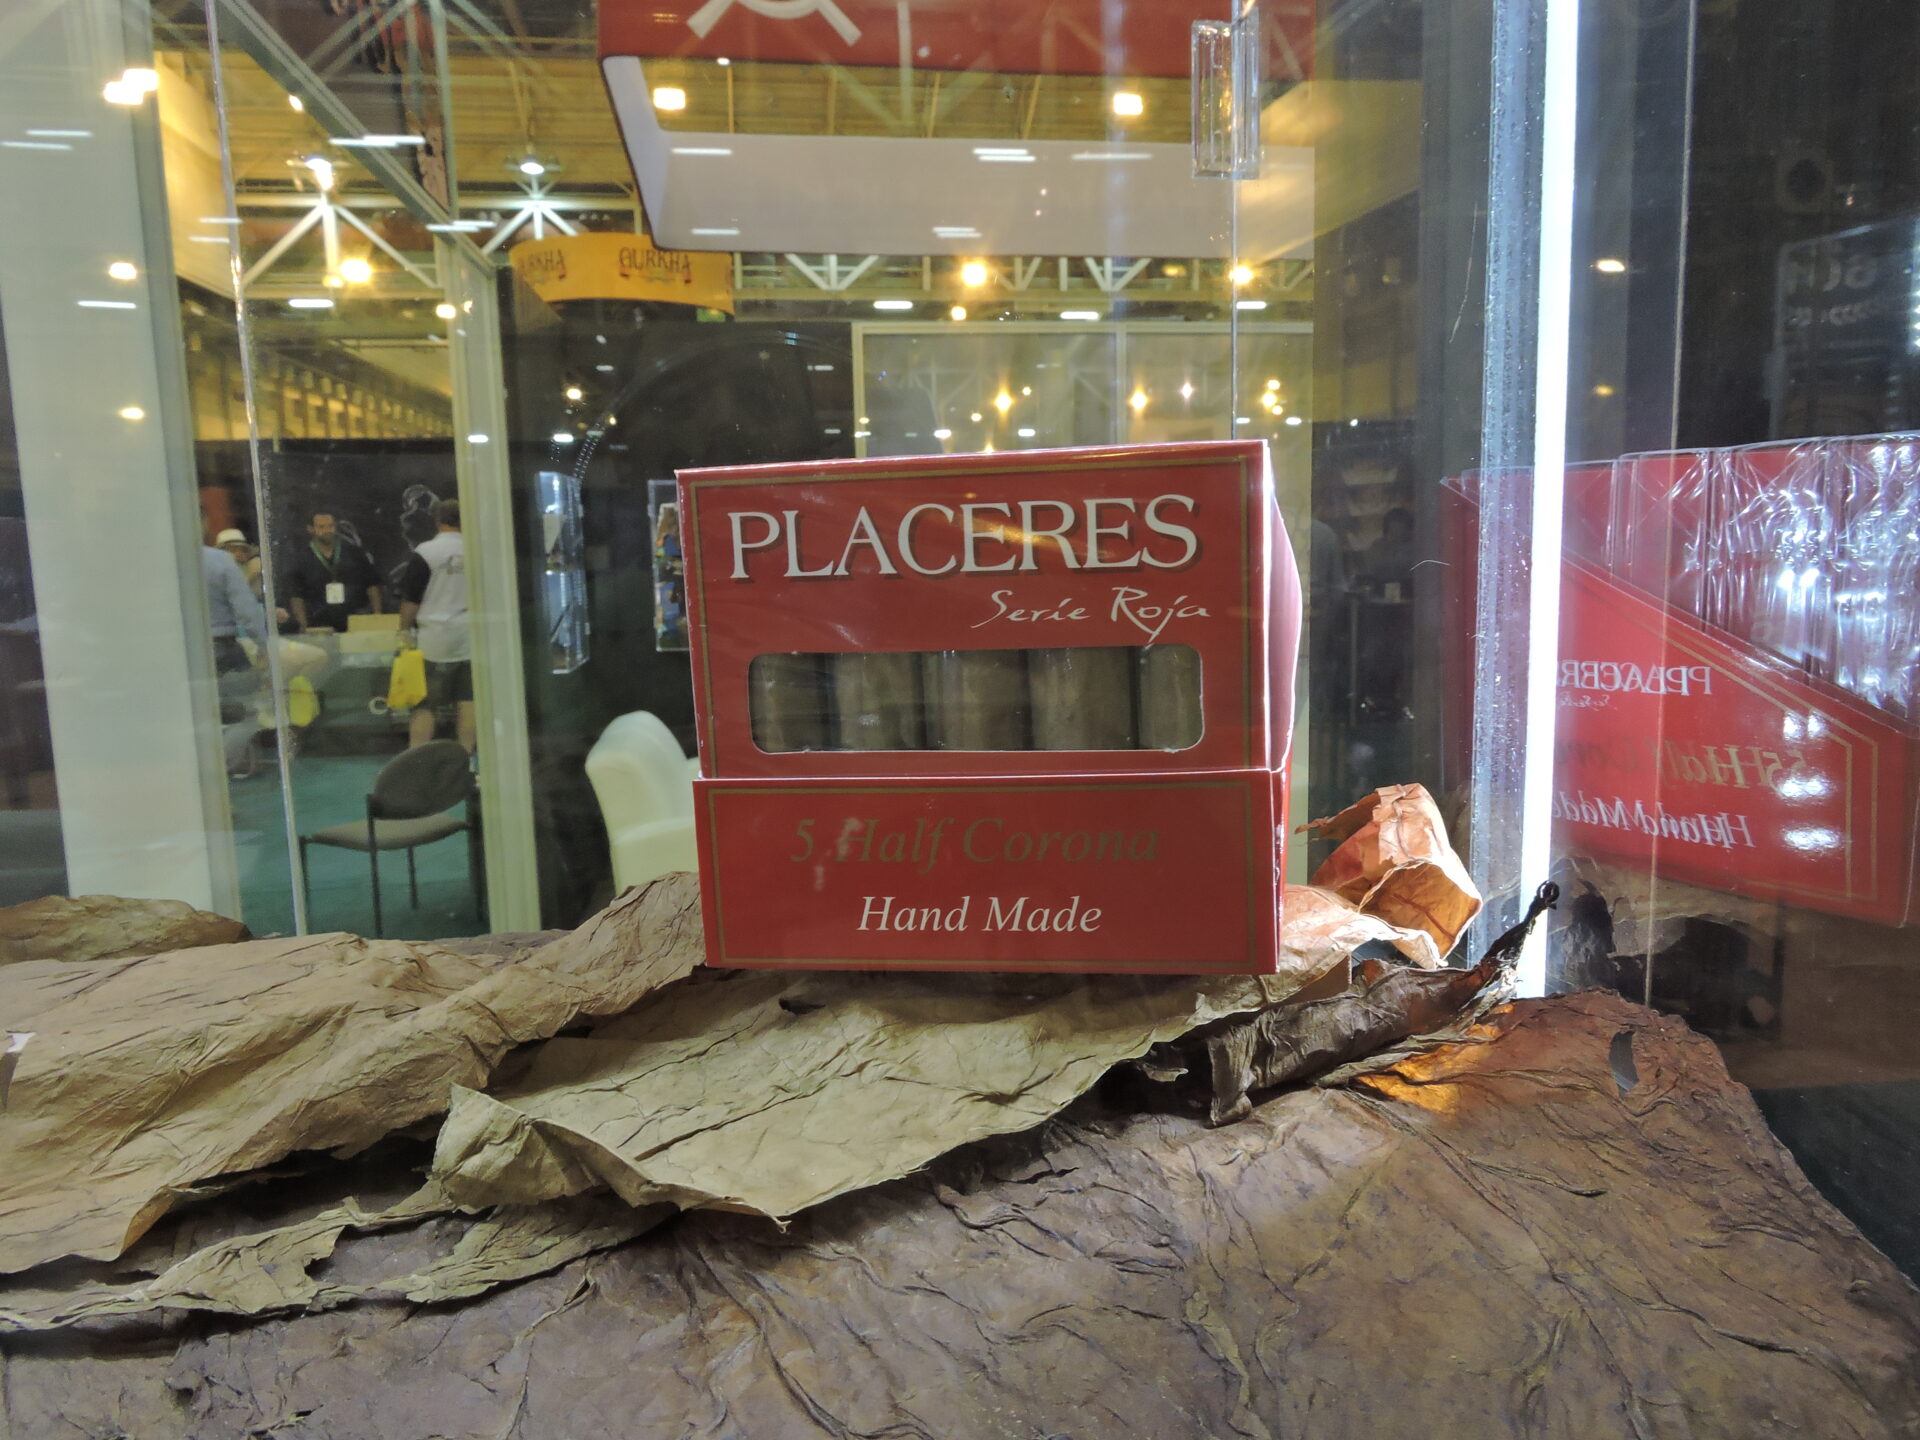 GURKHA
PLACERES
Serie Roja
5 Half Corona
Hand Made